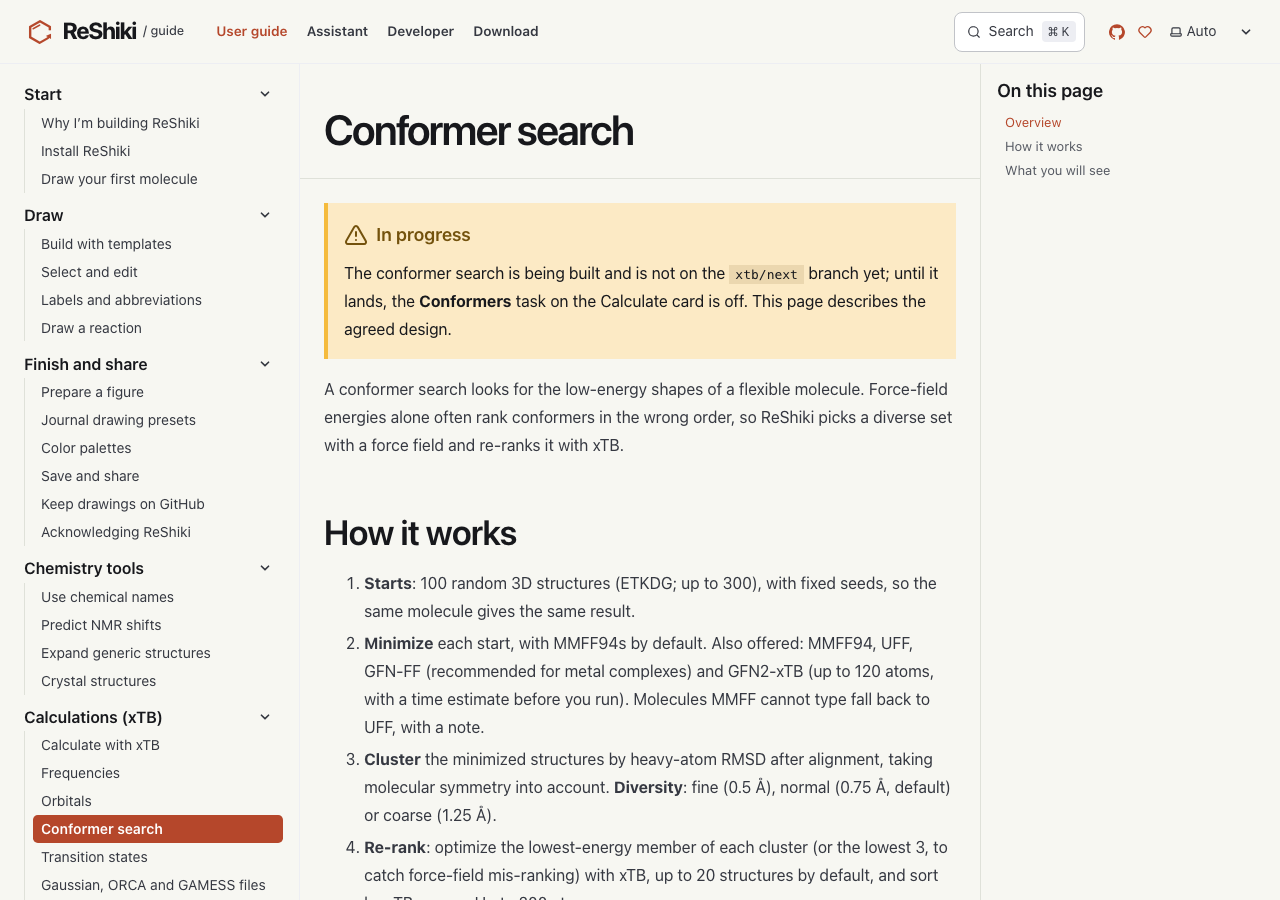 ReShiki / guide
User guide
Assistant
Developer
Download
Search ⌘ K
Auto
Start
Why I’m building ReShiki
Install ReShiki
Draw your first molecule
Draw
Build with templates
Select and edit
Labels and abbreviations
Draw a reaction
Finish and share
Prepare a figure
Journal drawing presets
Color palettes
Save and share
Keep drawings on GitHub
Acknowledging ReShiki
Chemistry tools
Use chemical names
Predict NMR shifts
Expand generic structures
Crystal structures
Calculations (xTB)
Calculate with xTB
Frequencies
Orbitals
Conformer search
Transition states
Gaussian, ORCA and GAMESS files
Conformer search
In progress
The conformer search is being built and is not on the xtb/next branch yet; until it
lands, the Conformers task on the Calculate card is off. This page describes the
agreed design.
A conformer search looks for the low-energy shapes of a flexible molecule. Force-field
energies alone often rank conformers in the wrong order, so ReShiki picks a diverse set
with a force field and re-ranks it with xTB.
How it works
1. Starts: 100 random 3D structures (ETKDG; up to 300), with fixed seeds, so the
same molecule gives the same result.
2. Minimize each start, with MMFF94s by default. Also offered: MMFF94, UFF,
GFN-FF (recommended for metal complexes) and GFN2-xTB (up to 120 atoms,
with a time estimate before you run). Molecules MMFF cannot type fall back to
UFF, with a note.
3. Cluster the minimized structures by heavy-atom RMSD after alignment, taking
molecular symmetry into account. Diversity: fine (0.5 Å), normal (0.75 Å, default)
or coarse (1.25 Å).
4. Re-rank: optimize the lowest-energy member of each cluster (or the lowest 3, to
catch force-field mis-ranking) with xTB, up to 20 structures by default, and sort
On this page
Overview
How it works
What you will see